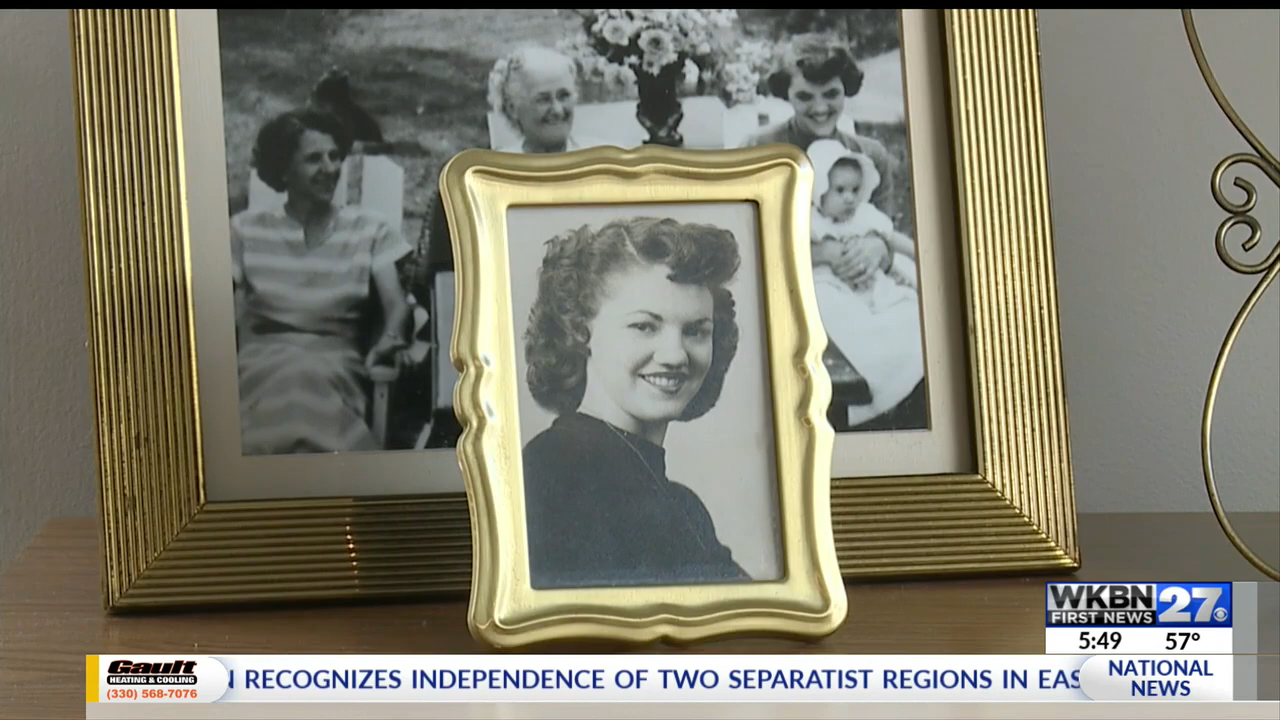 WKBN 27
FIRST NEWS
5:49 57°
Gault
HEATING & COOLING
(330) 568-7076
RECOGNIZES INDEPENDENCE OF TWO SEPARATIST REGIONS IN
NATIONAL
NEWS